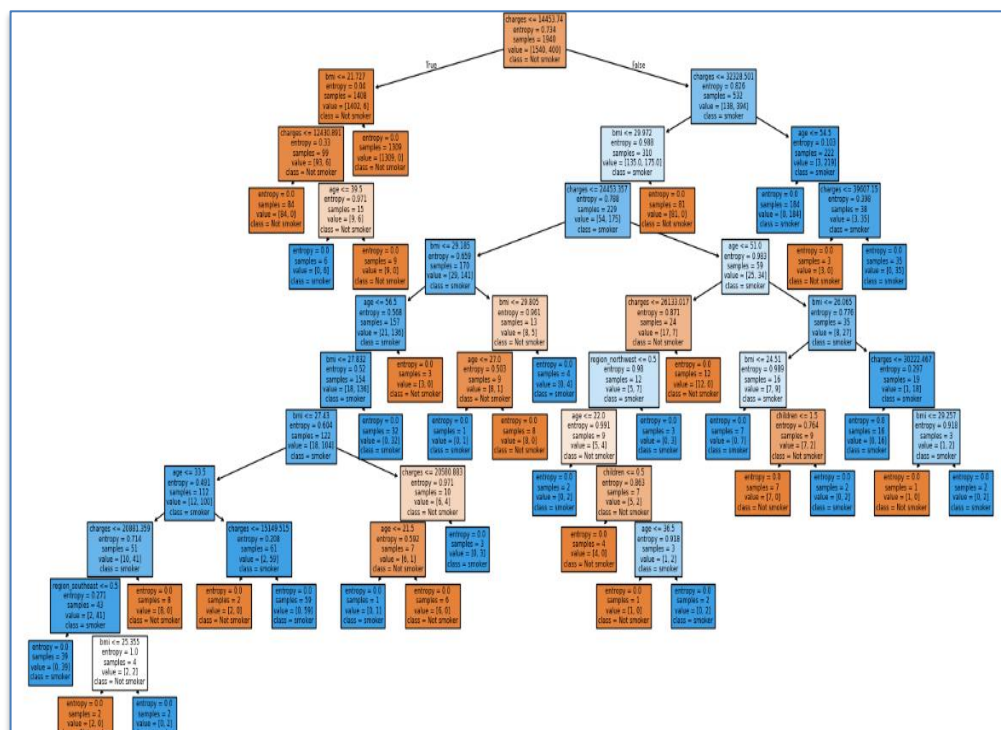 charges <= 14453.74
entropy = 0.734
samples = 1940
value = [1540, 400]
class = Not smoker
True
False
bmi <= 21.727
entropy = 0.04
samples = 1408
value = [1402, 6]
class = Not smoker
charges <= 32328.501
entropy = 0.826
samples = 532
value = [138, 394]
class = smoker
charges <= 12430.891
entropy = 0.33
samples = 99
value = [93, 6]
class = Not smoker
entropy = 0.0
samples = 1309
value = [1309, 0]
class = Not smoker
bmi <= 29.972
entropy = 0.988
samples = 310
value = [135.0, 175.0]
class = smoker
age <= 54.5
entropy = 0.103
samples = 222
value = [3, 219]
class = smoker
entropy = 0.0
samples = 84
value = [84, 0]
class = Not smoker
age <= 39.5
entropy = 0.971
samples = 15
value = [9, 6]
class = Not smoker
charges <= 24453.357
entropy = 0.788
samples = 229
value = [54, 175]
class = smoker
entropy = 0.0
samples = 81
value = [81, 0]
class = Not smoker
entropy = 0.0
samples = 184
value = [0, 184]
class = smoker
charges <= 39607.15
entropy = 0.398
samples = 38
value = [3, 35]
class = smoker
entropy = 0.0
samples = 6
value = [0, 6]
class = smoker
entropy = 0.0
samples = 9
value = [9, 0]
class = Not smoker
bmi <= 29.185
entropy = 0.659
samples = 170
value = [29, 141]
class = smoker
age <= 51.0
entropy = 0.983
samples = 59
value = [25, 34]
class = smoker
entropy = 0.0
samples = 3
value = [3, 0]
class = Not smoker
entropy = 0.0
samples = 35
value = [0, 35]
class = smoker
age <= 56.5
entropy = 0.568
samples = 157
value = [21, 136]
class = smoker
bmi <= 29.805
entropy = 0.961
samples = 13
value = [8, 5]
class = Not smoker
charges <= 26133.017
entropy = 0.871
samples = 24
value = [17, 7]
class = Not smoker
bmi <= 26.065
entropy = 0.776
samples = 35
value = [8, 27]
class = smoker
bmi <= 27.832
entropy = 0.52
samples = 154
value = [18, 136]
class = smoker
entropy = 0.0
samples = 3
value = [3, 0]
class = Not smoker
age <= 27.0
entropy = 0.503
samples = 9
value = [8, 1]
class = Not smoker
entropy = 0.0
samples = 4
value = [0, 4]
class = smoker
region_northwest <= 0.5
entropy = 0.98
samples = 12
value = [5, 7]
class = smoker
entropy = 0.0
samples = 12
value = [12, 0]
class = Not smoker
bmi <= 24.51
entropy = 0.989
samples = 16
value = [7, 9]
class = smoker
charges <= 30222.467
entropy = 0.297
samples = 19
value = [1, 18]
class = smoker
bmi <= 27.43
entropy = 0.604
samples = 122
value = [18, 104]
class = smoker
entropy = 0.0
samples = 32
value = [0, 32]
class = smoker
entropy = 0.0
samples = 1
value = [0, 1]
class = smoker
entropy = 0.0
samples = 8
value = [8, 0]
class = Not smoker
age <= 22.0
entropy = 0.991
samples = 9
value = [5, 4]
class = Not smoker
entropy = 0.0
samples = 3
value = [0, 3]
class = smoker
entropy = 0.0
samples = 7
value = [0, 7]
class = smoker
children <= 1.5
entropy = 0.764
samples = 9
value = [7, 2]
class = Not smoker
entropy = 0.0
samples = 16
value = [0, 16]
class = smoker
bmi <= 29.257
entropy = 0.918
samples = 3
value = [1, 2]
class = smoker
age <= 33.5
entropy = 0.491
samples = 112
value = [12, 100]
class = smoker
charges <= 20580.883
entropy = 0.971
samples = 10
value = [6, 4]
class = Not smoker
entropy = 0.0
samples = 2
value = [0, 2]
class = smoker
children <= 0.5
entropy = 0.863
samples = 7
value = [5, 2]
class = Not smoker
entropy = 0.0
samples = 7
value = [7, 0]
class = Not smoker
entropy = 0.0
samples = 2
value = [0, 2]
class = smoker
entropy = 0.0
samples = 1
value = [1, 0]
class = Not smoker
entropy = 0.0
samples = 2
value = [0, 2]
class = smoker
charges <= 20981.359
entropy = 0.714
samples = 51
value = [10, 41]
class = smoker
charges <= 15149.515
entropy = 0.208
samples = 61
value = [2, 59]
class = smoker
age <= 21.5
entropy = 0.592
samples = 7
value = [6, 1]
class = Not smoker
entropy = 0.0
samples = 3
value = [0, 3]
class = smoker
entropy = 0.0
samples = 4
value = [4, 0]
class = Not smoker
age <= 36.5
entropy = 0.918
samples = 3
value = [1, 2]
class = smoker
region_southeast <= 0.5
entropy = 0.271
samples = 43
value = [2, 41]
class = smoker
entropy = 0.0
samples = 8
value = [8, 0]
class = Not smoker
entropy = 0.0
samples = 2
value = [2, 0]
class = Not smoker
entropy = 0.0
samples = 59
value = [0, 59]
class = smoker
entropy = 0.0
samples = 1
value = [0, 1]
class = smoker
entropy = 0.0
samples = 6
value = [6, 0]
class = Not smoker
entropy = 0.0
samples = 1
value = [1, 0]
class = Not smoker
entropy = 0.0
samples = 2
value = [0, 2]
class = smoker
entropy = 0.0
samples = 39
value = [0, 39]
class = smoker
bmi <= 25.355
entropy = 1.0
samples = 4
value = [2, 2]
class = Not smoker
entropy = 0.0
samples = 2
value = [2, 0]
entropy = 0.0
samples = 2
value = [0, 2]